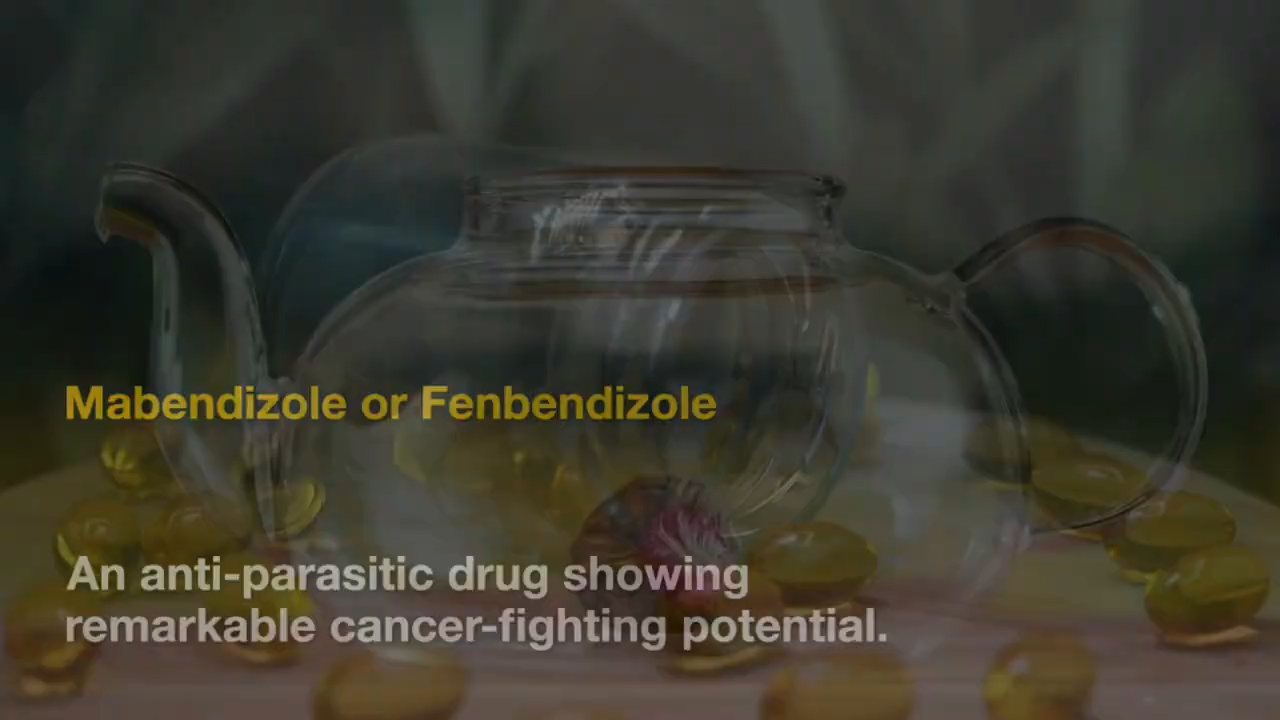 Mabendizole or Fenbendizole
An anti-parasitic drug showing
remarkable cancer-fighting potential.